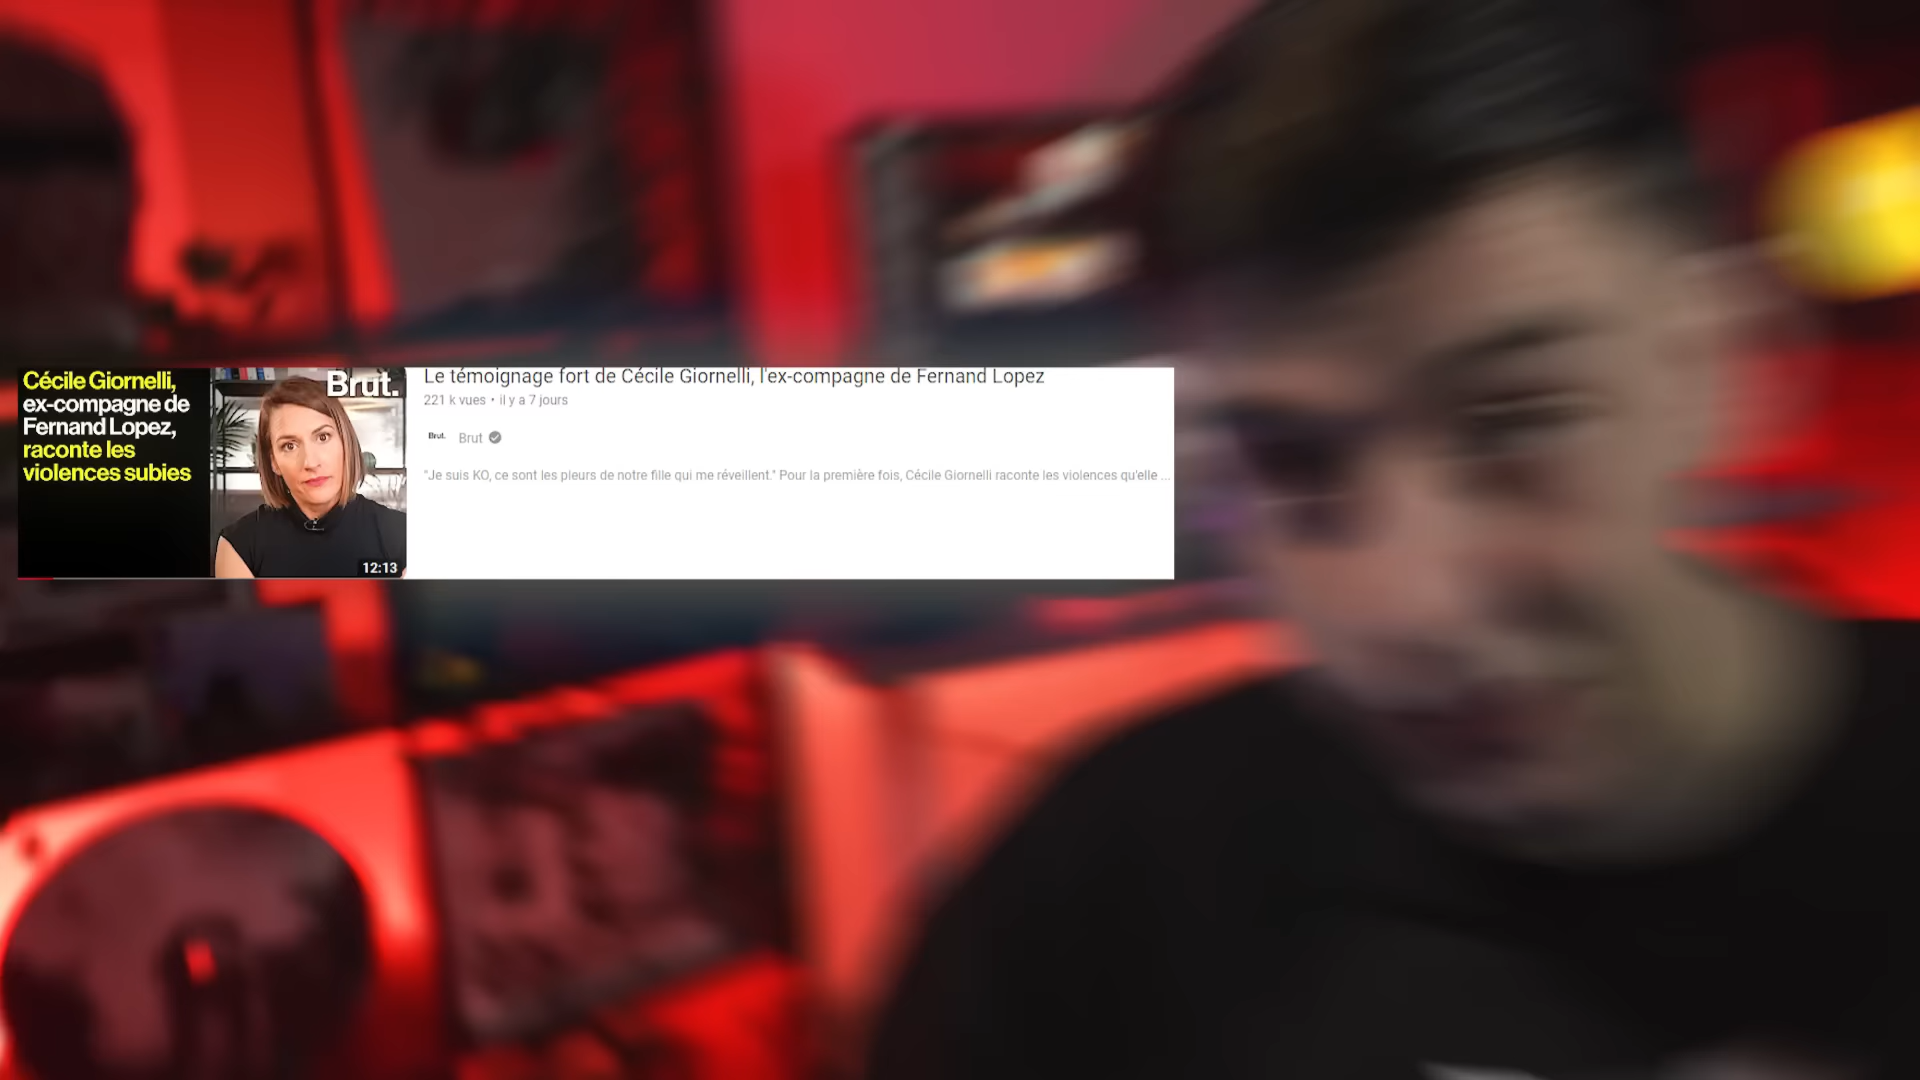 Cécile Giornelli,
ex-compagne de
Fernand Lopez,
raconte les
violences subies
Brut.
12:13
Le témoignage fort de Cécile Giornelli, l'ex-compagne de Fernand Lopez
221 k vues • il y a 7 jours
Brut. Brut
"Je suis KO, ce sont les pleurs de notre fille qui me réveillent." Pour la première fois, Cécile Giornelli raconte les violences qu'elle ...